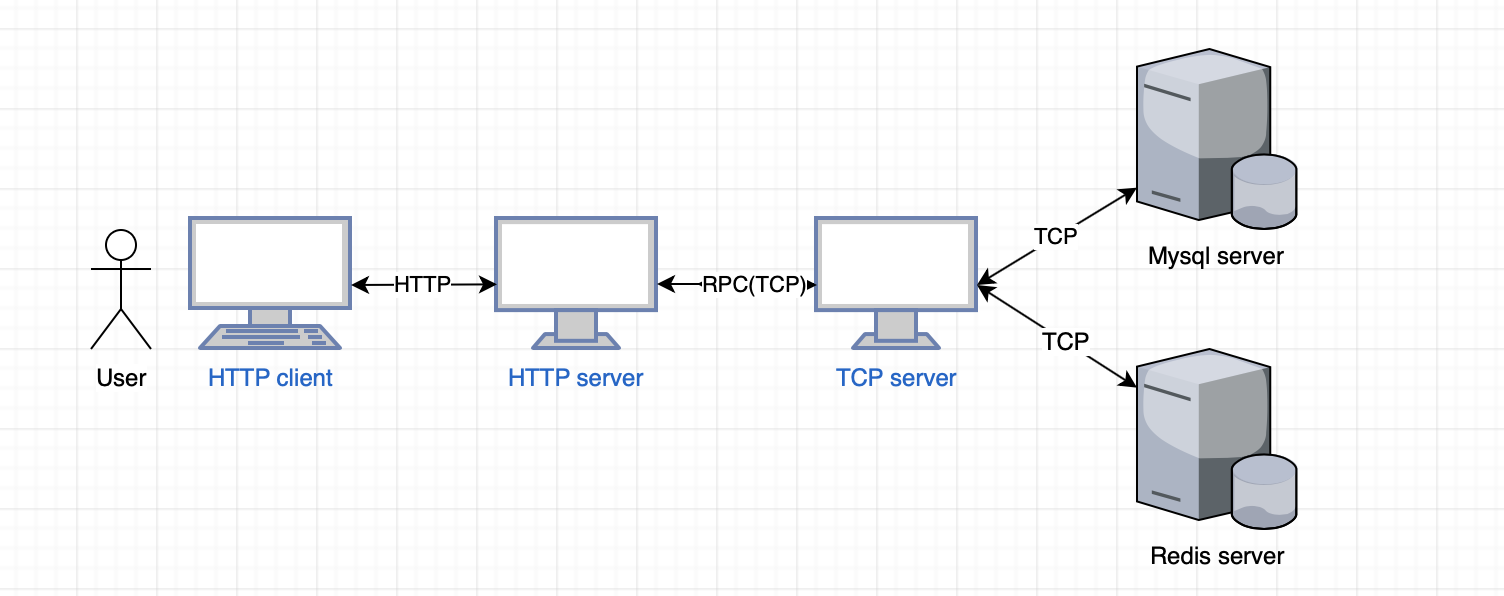 User
HTTP client
HTTP
HTTP server
RPC(TCP)
TCP server
TCP
Mysql server
TCP
Redis server